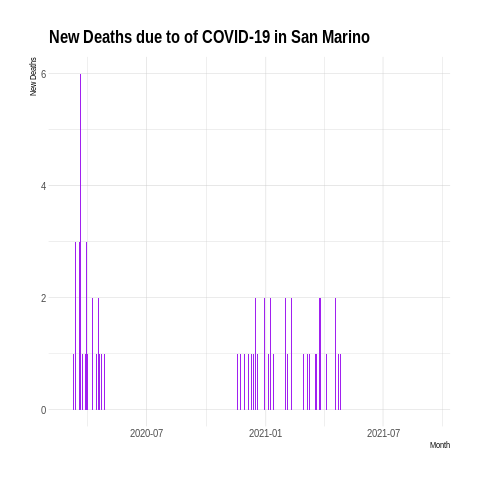 New Deaths due to of COVID-19 in San Marino
New Deaths
6
4
2
0
2020-07
2021-01
2021-07
Month